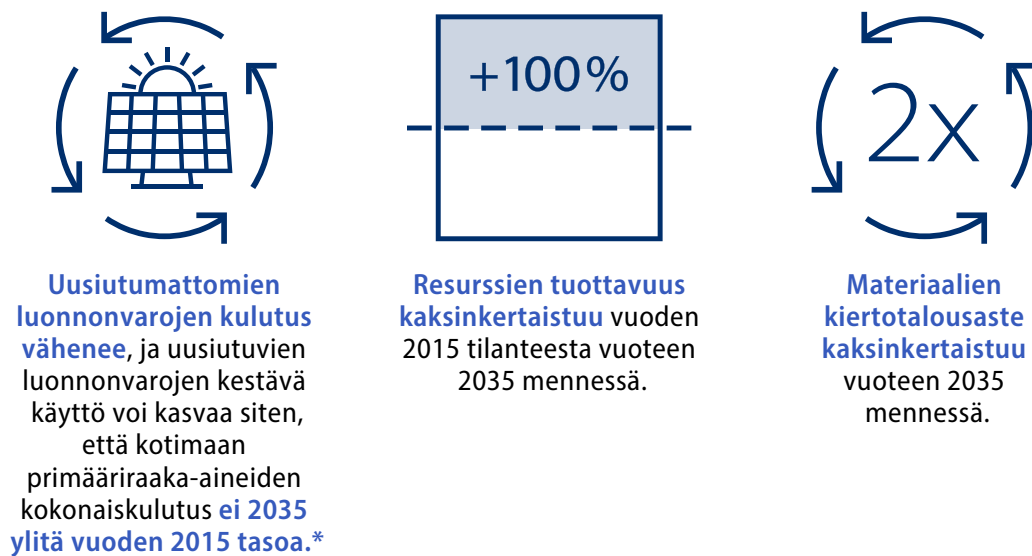 +100%
2x
Uusiutumattomien
luonnonvarojen kulutus
vähenee, ja uusiutuvien
luonnonvarojen kestävä
käyttö voi kasvaa siten,
että kotimaan
primääriraaka-aineiden
kokonaiskulutus ei 2035
ylitä vuoden 2015 tasoa.*
Resurssien tuottavuus
kaksinkertaistuu vuoden
2015 tilanteesta vuoteen
2035 mennessä.
Materiaalien
kiertotalousaste
kaksinkertaistuu
vuoteen 2035
mennessä.